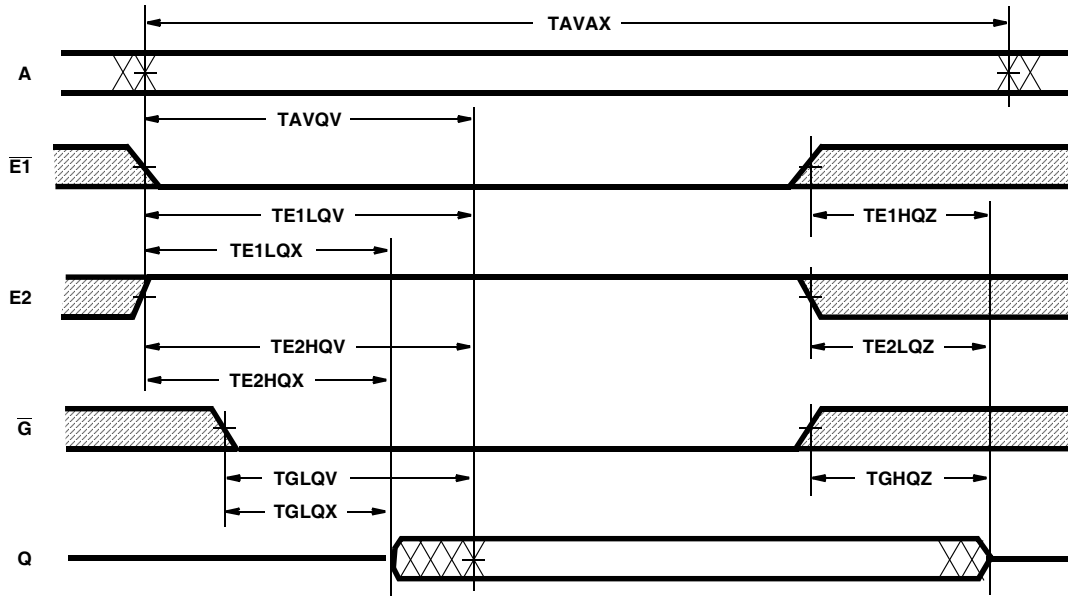 TAVAX
A
TAVQV
E1
TE1LQV
TE1HQZ
TE1LQX
E2
TE2HQV
TE2LQZ
TE2HQX
G
TGLQV
TGHQZ
TGLQX
Q